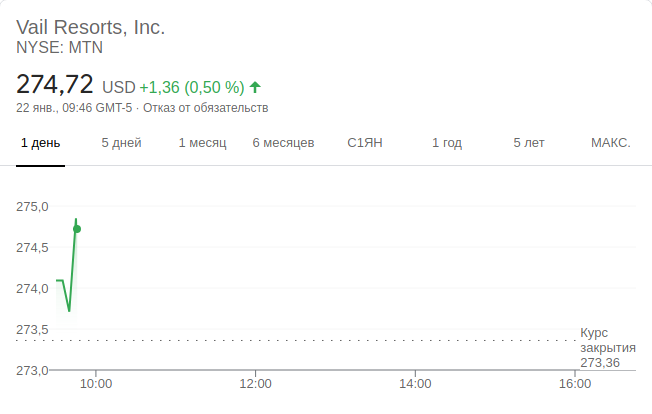 Vail Resorts, Inc.
NYSE: MTN
274,72 USD +1,36 (0,50 %)
22 янв., 09:46 GMT-5 · Отказ от обязательств
1 день 5 дней 1 месяц 6 месяцев С1ЯН 1 год 5 лет МАКС.
275,0
274,5
274,0
273,5
273,0
Курс
закрытия
273,36
10:00 12:00 14:00 16:00